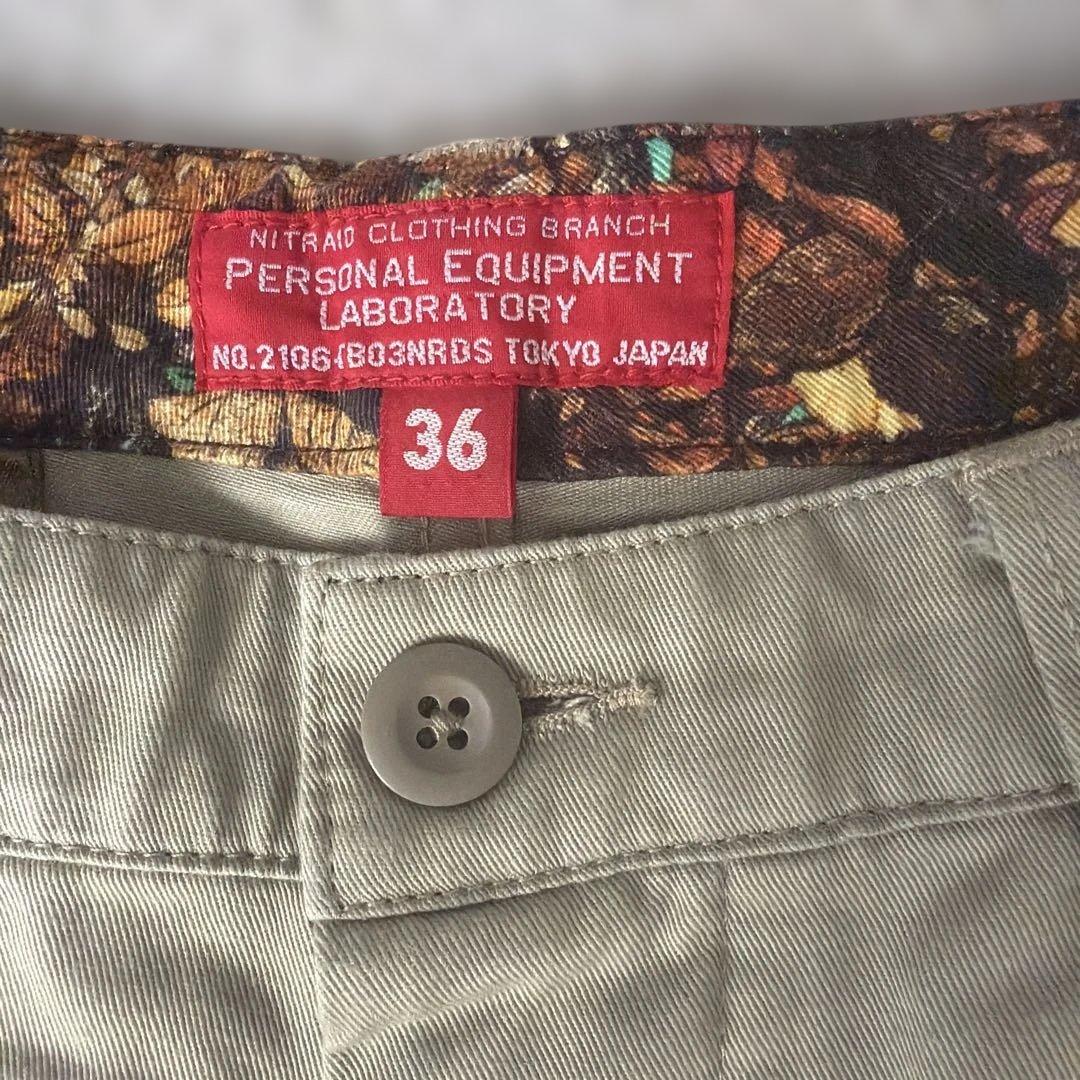 NITRAID CLOTHING BRANCH
PERSONAL EQUIPMENT
LABORATORY
NO.2106-(B03NRDS TOKYO JAPAN
36